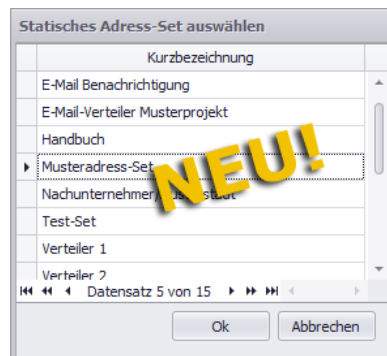 Statisches Adress-Set auswählen
Kurzbezeichnung
E-Mail Benachrichtigung
E-Mail-Verteiler Musterprojekt
Handbuch
Musteradress-Set
NEU!
Nachunternehmer
Test-Set
Verteiler 1
Verteiler 2
Datensatz 5 von 15
Ok
Abbrechen